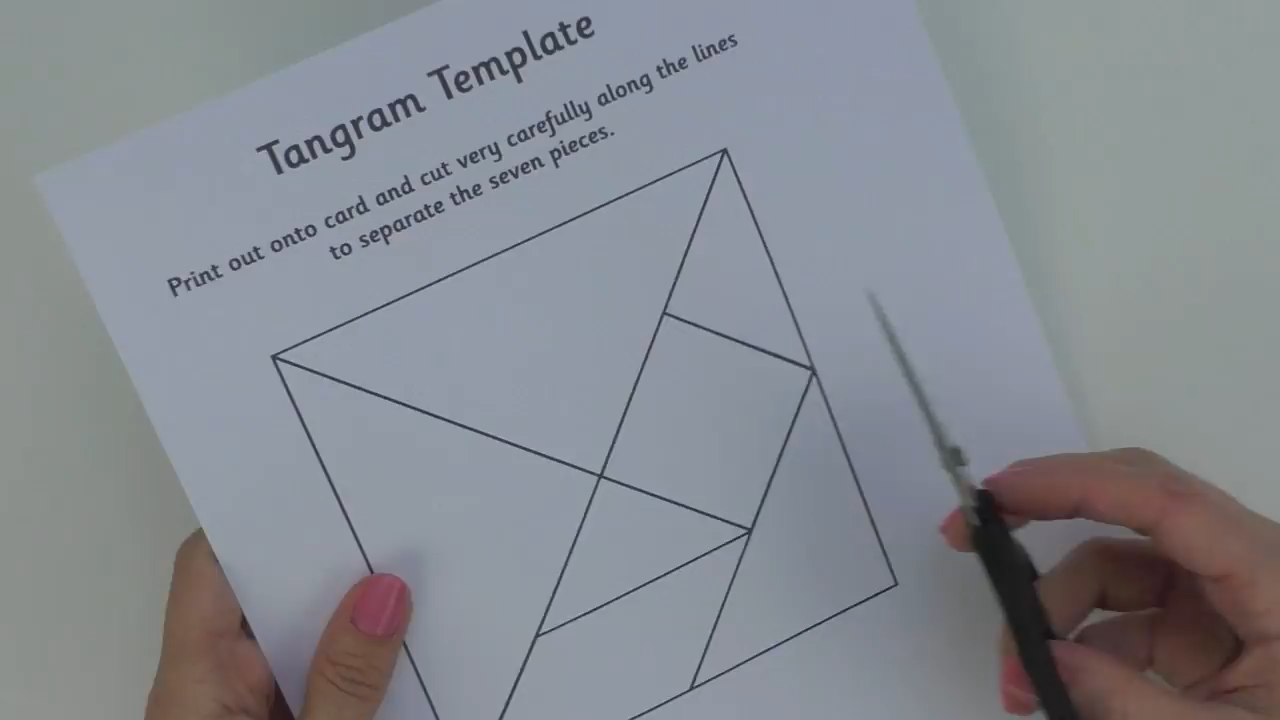 Tangram Template
Print out onto card and cut very carefully along the lines
to separate the seven pieces.